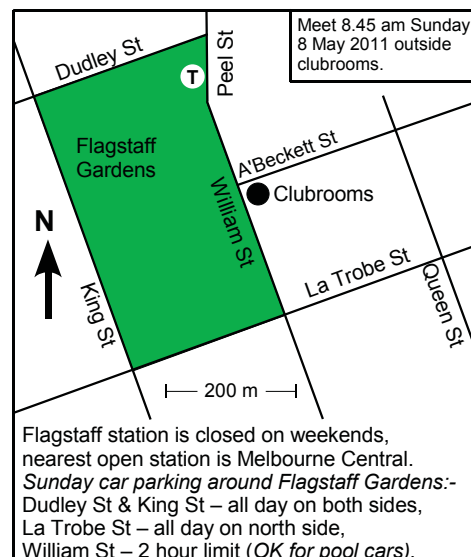 Meet 8.45 am Sunday
8 May 2011 outside
clubrooms.
Dudley St
Peel St
T
Flagstaff
Gardens
A'Beckett St
Clubrooms
William St
N
La Trobe St
King St
Queen St
200 m
Flagstaff station is closed on weekends,
nearest open station is Melbourne Central.
Sunday car parking around Flagstaff Gardens:-
Dudley St & King St – all day on both sides,
La Trobe St – all day on north side,
William St – 2 hour limit (OK for pool cars).